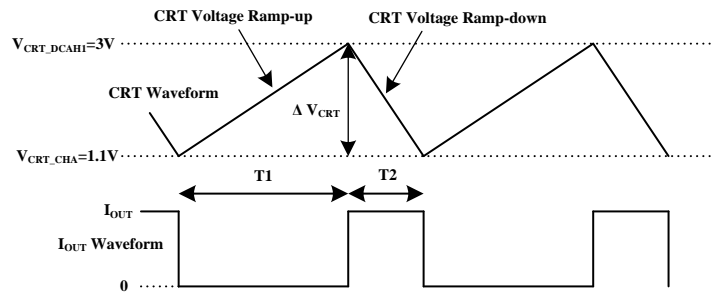 CRT Voltage Ramp-up
CRT Voltage Ramp-down
V_CRT_DCAH1=3V
CRT Waveform
Δ V_CRT
V_CRT_CHA=1.1V
T1
T2
I_OUT
I_OUT Waveform
0